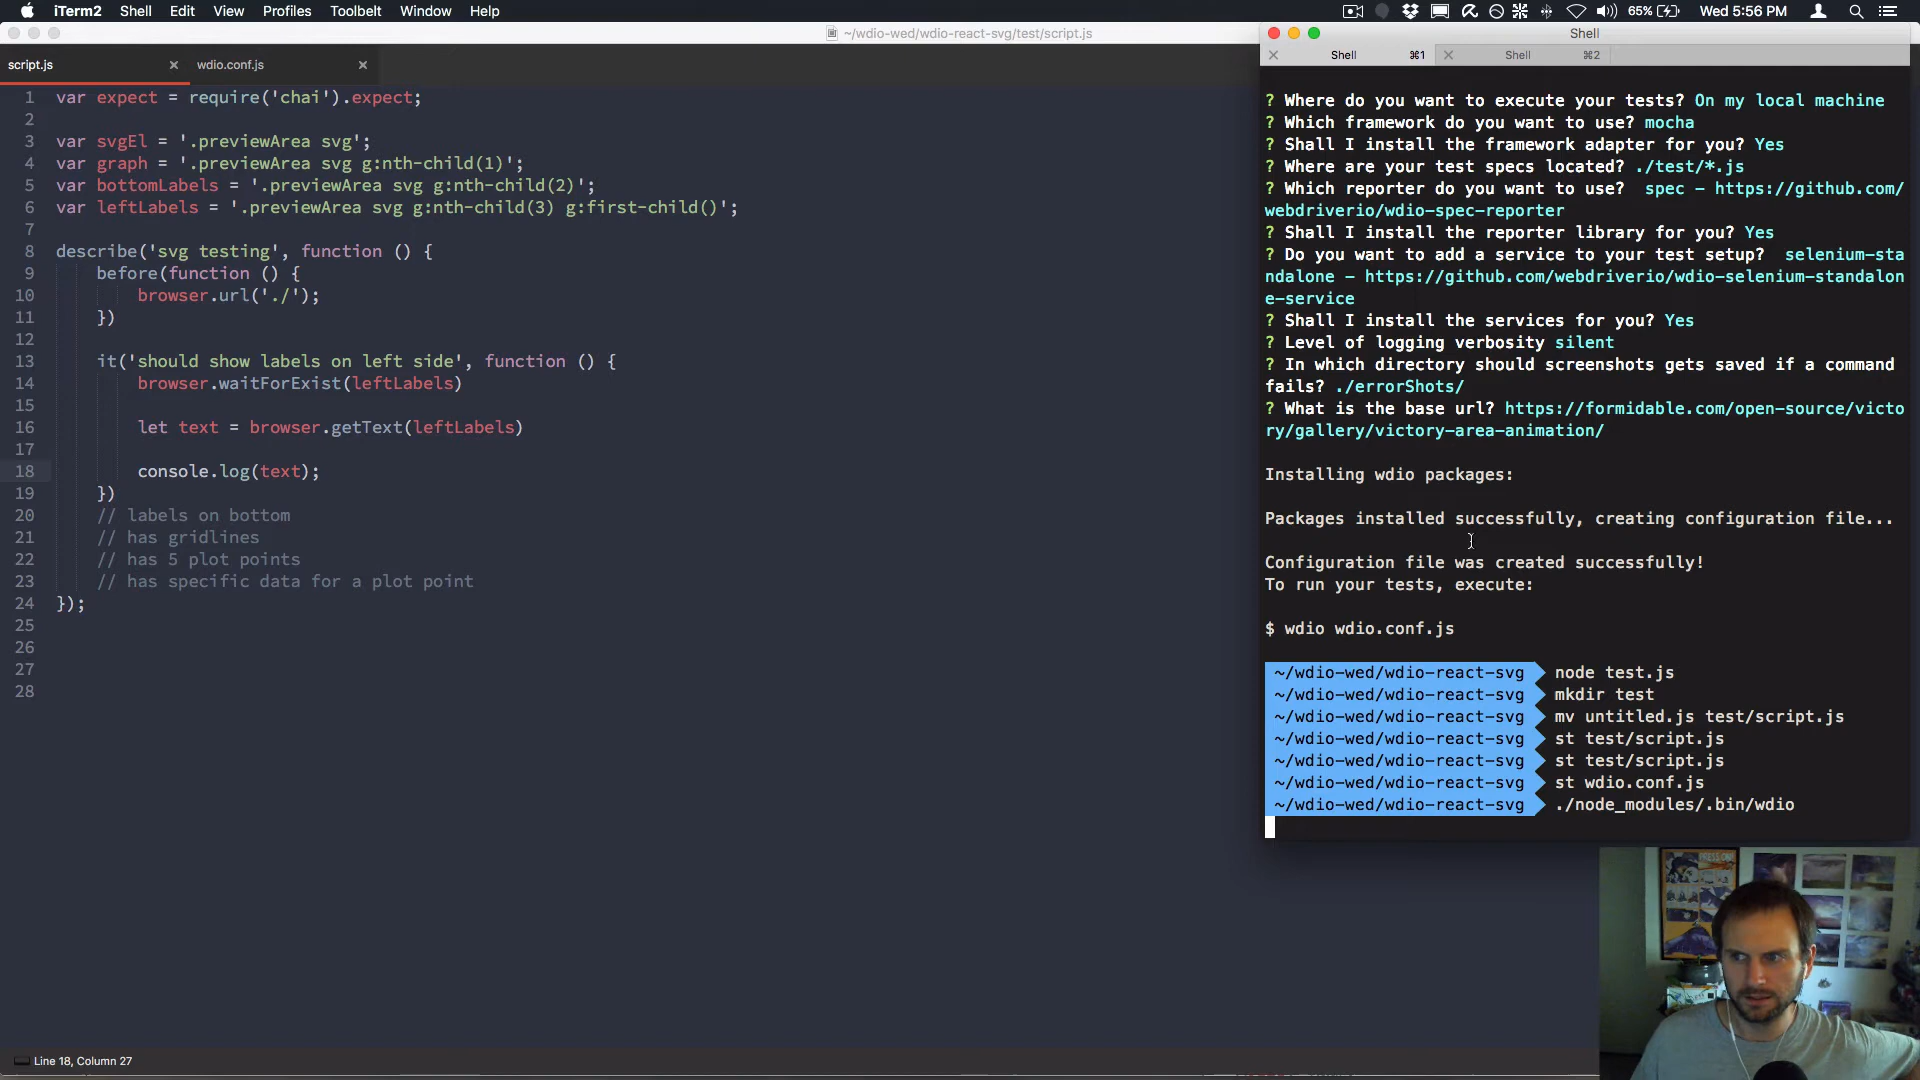 iTerm2 Shell Edit View Profiles Toolbelt Window Help 65% Wed 5:56 PM
~/wdio-wed/wdio-react-svg/test/script.js
Shell
script.js wdio.conf.js
Shell ⌘1 Shell ⌘2
1 var expect = require('chai').expect;
2
3 var svgEl = '.previewArea svg';
4 var graph = '.previewArea svg g:nth-child(1)';
5 var bottomLabels = '.previewArea svg g:nth-child(2)';
6 var leftLabels = '.previewArea svg g:nth-child(3) g:first-child()';
7
8 describe('svg testing', function () {
9 before(function () {
10 browser.url('./');
11 })
12
13 it('should show labels on left side', function () {
14 browser.waitForExist(leftLabels)
15
16 let text = browser.getText(leftLabels)
17
18 console.log(text);
19 })
20 // labels on bottom
21 // has gridlines
22 // has 5 plot points
23 // has specific data for a plot point
24 });
25
26
27
28
Line 18, Column 27
? Where do you want to execute your tests? On my local machine
? Which framework do you want to use? mocha
? Shall I install the framework adapter for you? Yes
? Where are your test specs located? ./test/*.js
? Which reporter do you want to use?  spec - https://github.com/
webdriverio/wdio-spec-reporter
? Shall I install the reporter library for you? Yes
? Do you want to add a service to your test setup?  selenium-sta
ndalone - https://github.com/webdriverio/wdio-selenium-standalon
e-service
? Shall I install the services for you? Yes
? Level of logging verbosity silent
? In which directory should screenshots gets saved if a command
fails? ./errorShots/
? What is the base url? https://formidable.com/open-source/victo
ry/gallery/victory-area-animation/
Installing wdio packages:
Packages installed successfully, creating configuration file...
Configuration file was created successfully!
To run your tests, execute:
$ wdio wdio.conf.js
~/wdio-wed/wdio-react-svg node test.js
~/wdio-wed/wdio-react-svg mkdir test
~/wdio-wed/wdio-react-svg mv untitled.js test/script.js
~/wdio-wed/wdio-react-svg st test/script.js
~/wdio-wed/wdio-react-svg st test/script.js
~/wdio-wed/wdio-react-svg st wdio.conf.js
~/wdio-wed/wdio-react-svg ./node_modules/.bin/wdio